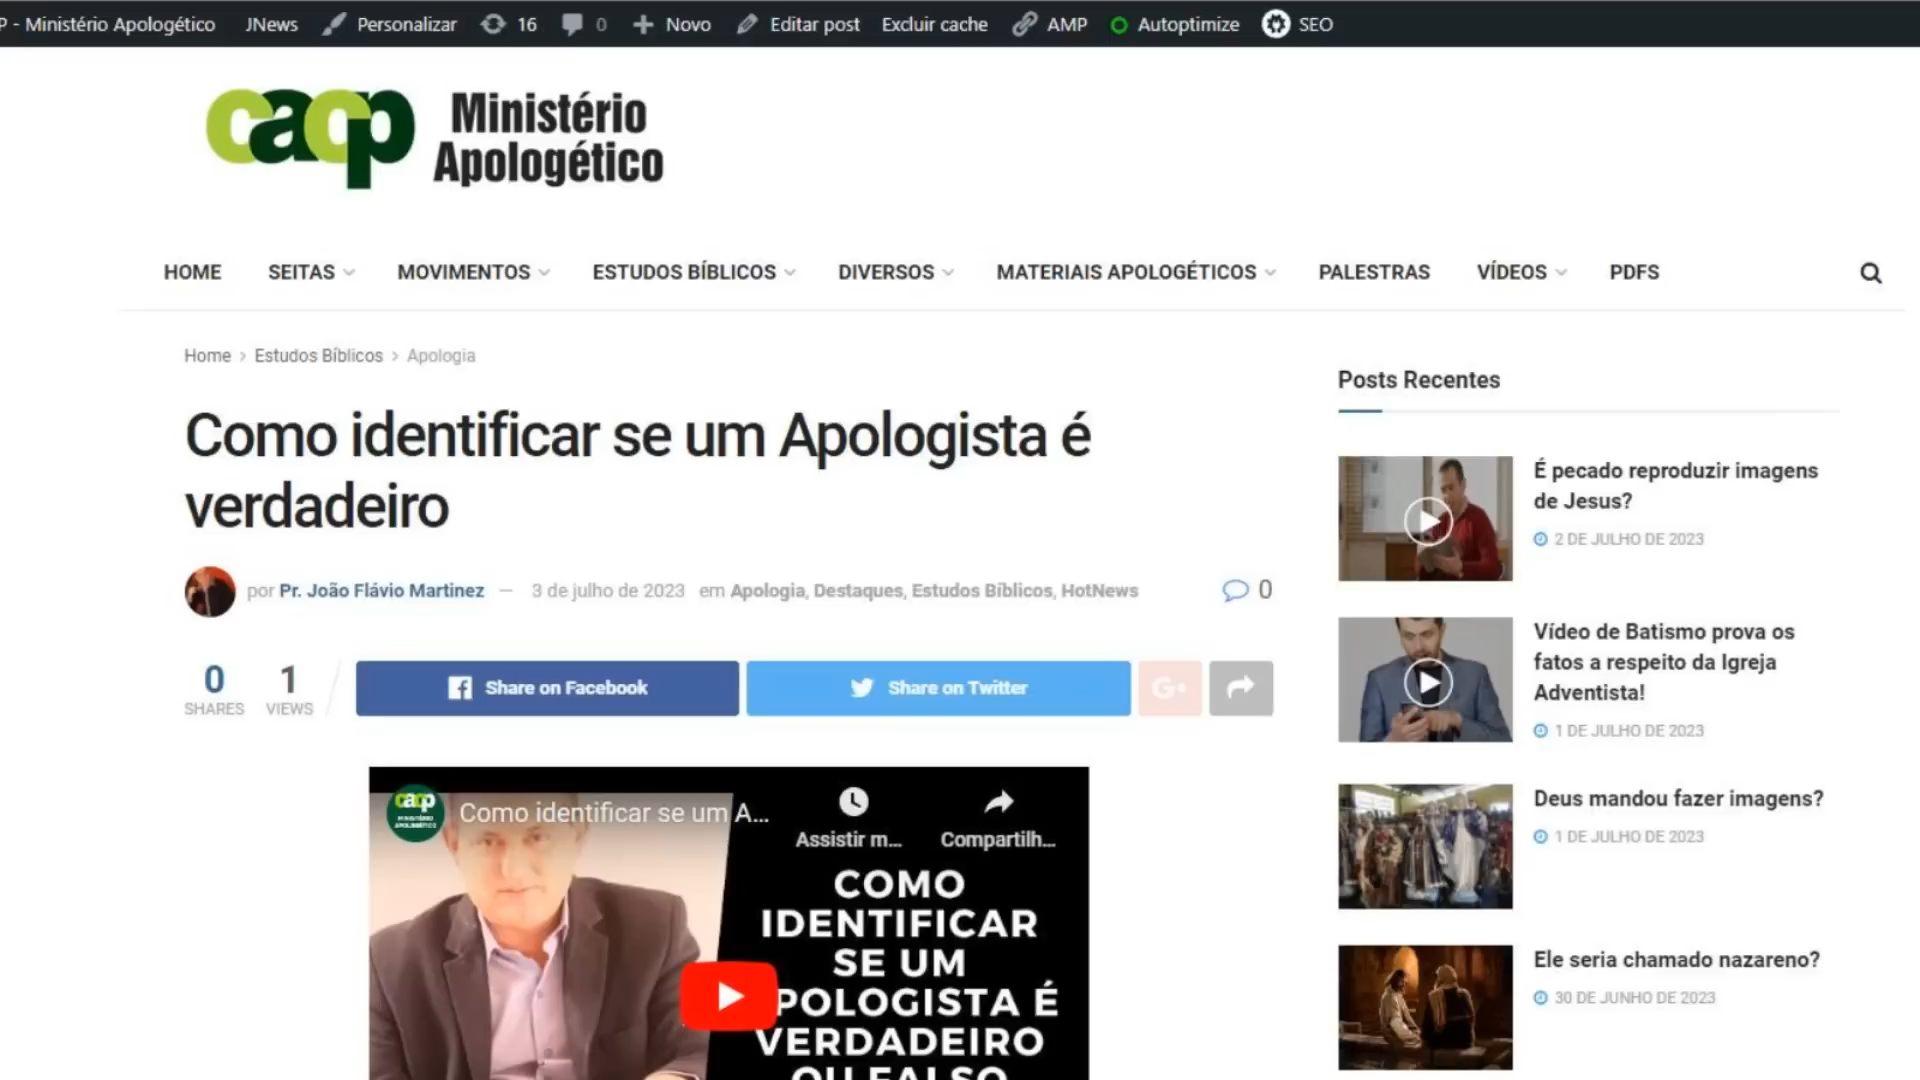 P - Ministério Apologético JNews Personalizar 16 0 Novo Editar post Excluir cache AMP Autoptimize SEO
cacp Ministério
Apologético
HOME SEITAS MOVIMENTOS ESTUDOS BÍBLICOS DIVERSOS MATERIAIS APOLOGÉTICOS PALESTRAS VÍDEOS PDFS
Home > Estudos Bíblicos > Apologia
Como identificar se um Apologista é
verdadeiro
por Pr. João Flávio Martinez — 3 de julho de 2023 em Apologia, Destaques, Estudos Bíblicos, HotNews 0
0 1
SHARES VIEWS
Share on Facebook Share on Twitter G+
cacp
MINISTÉRIO
APOLOGÉTICO
Como identificar se um A...
Assistir m... Compartilh...
COMO
IDENTIFICAR
SE UM
POLOGISTA É
VERDADEIRO
OU FALSO
Posts Recentes
É pecado reproduzir imagens
de Jesus?
2 DE JULHO DE 2023
Vídeo de Batismo prova os
fatos a respeito da Igreja
Adventista!
1 DE JULHO DE 2023
Deus mandou fazer imagens?
1 DE JULHO DE 2023
Ele seria chamado nazareno?
30 DE JUNHO DE 2023